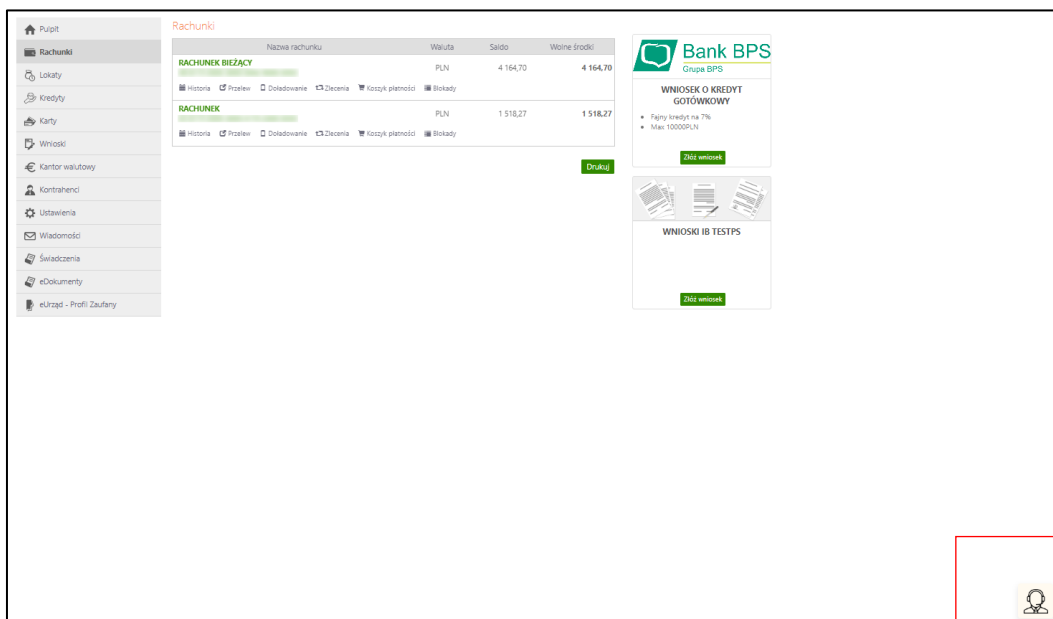 Pulpit
Rachunki
Lokaty
Kredyty
Karty
Wnioski
Kantor walutowy
Kontrahenci
Ustawienia
Wiadomości
Świadczenia
eDokumenty
eUrząd - Profil Zaufany
Rachunki
Nazwa rachunku Waluta Saldo Wolne środki
RACHUNEK BIEŻĄCY
PLN 4 164,70 4 164,70
Historia Przelew Doładowanie Zlecenia Koszyk płatności Blokady
RACHUNEK
PLN 1 518,27 1 518,27
Historia Przelew Doładowanie Zlecenia Koszyk płatności Blokady
Drukuj
Bank BPS
Grupa BPS
WNIOSEK O KREDYT
GOTÓWKOWY
Fajny kredyt na 7%
Max 10000PLN
Złóż wniosek
WNIOSKI IB TESTPS
Złóż wniosek